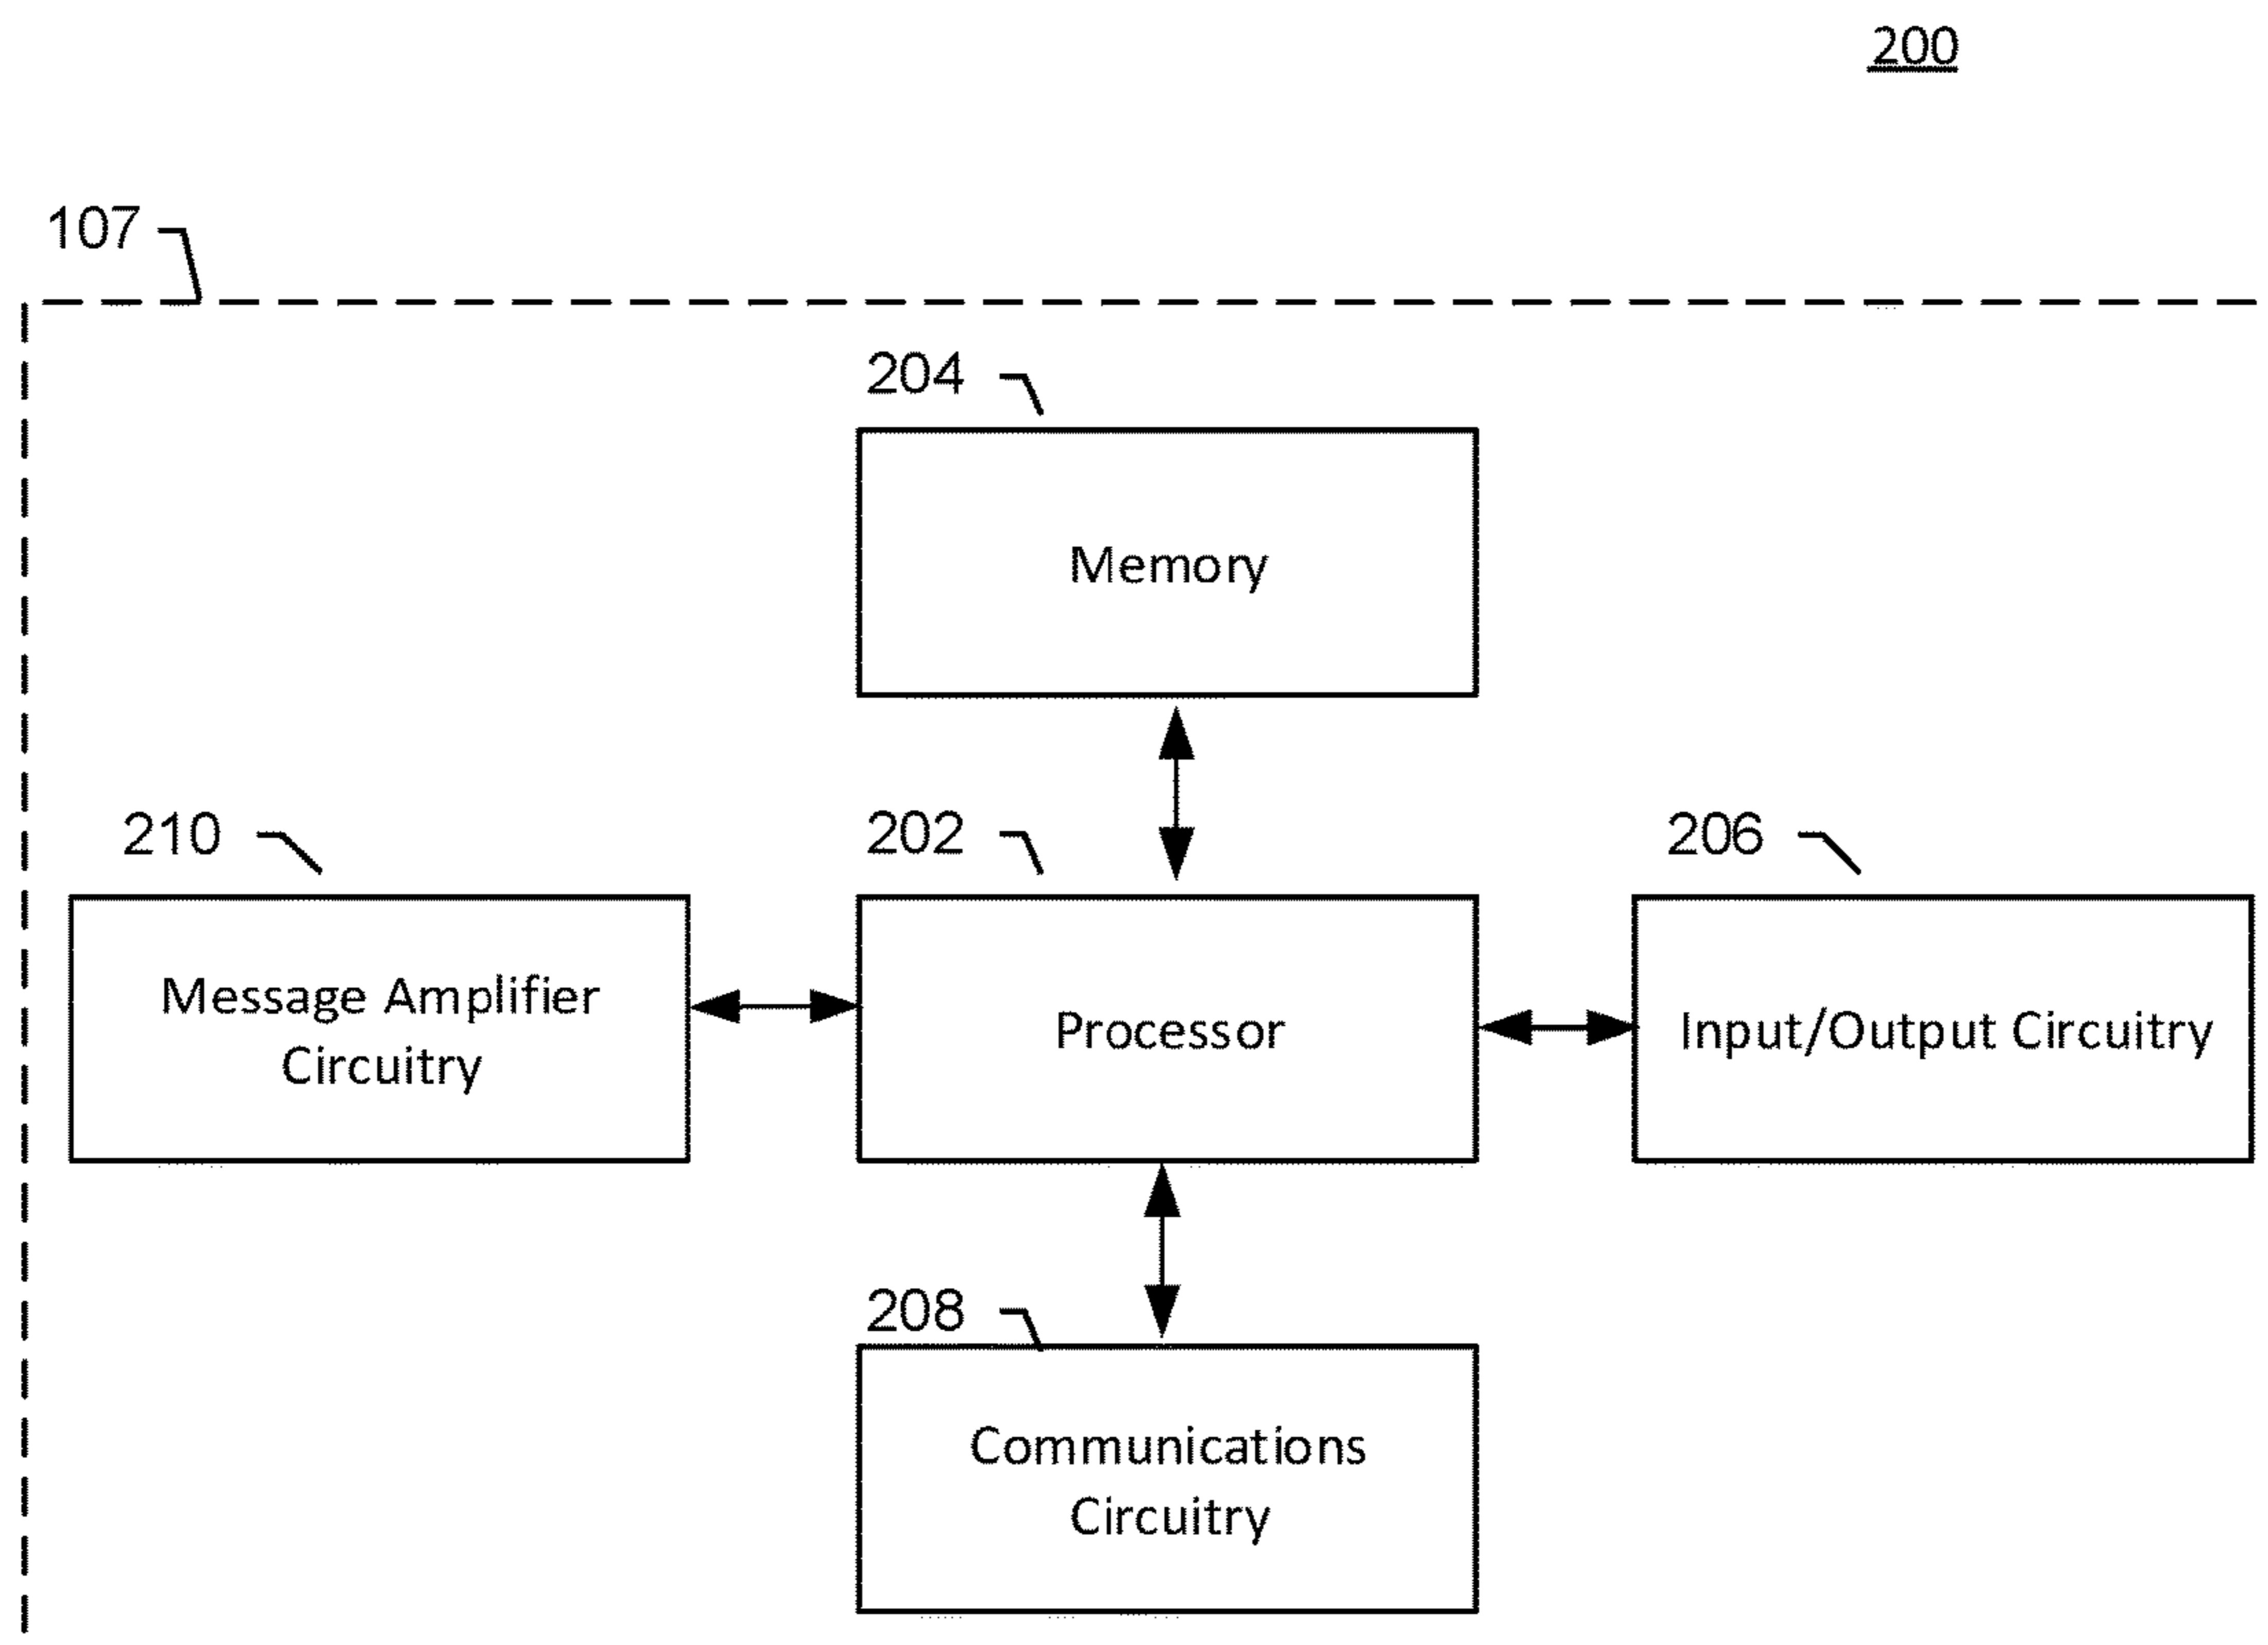 200
107
204
Memory
210
202
206
Message Amplifier
Circuitry
Processor
Input/Output Circuitry
208
Communications
Circuitry